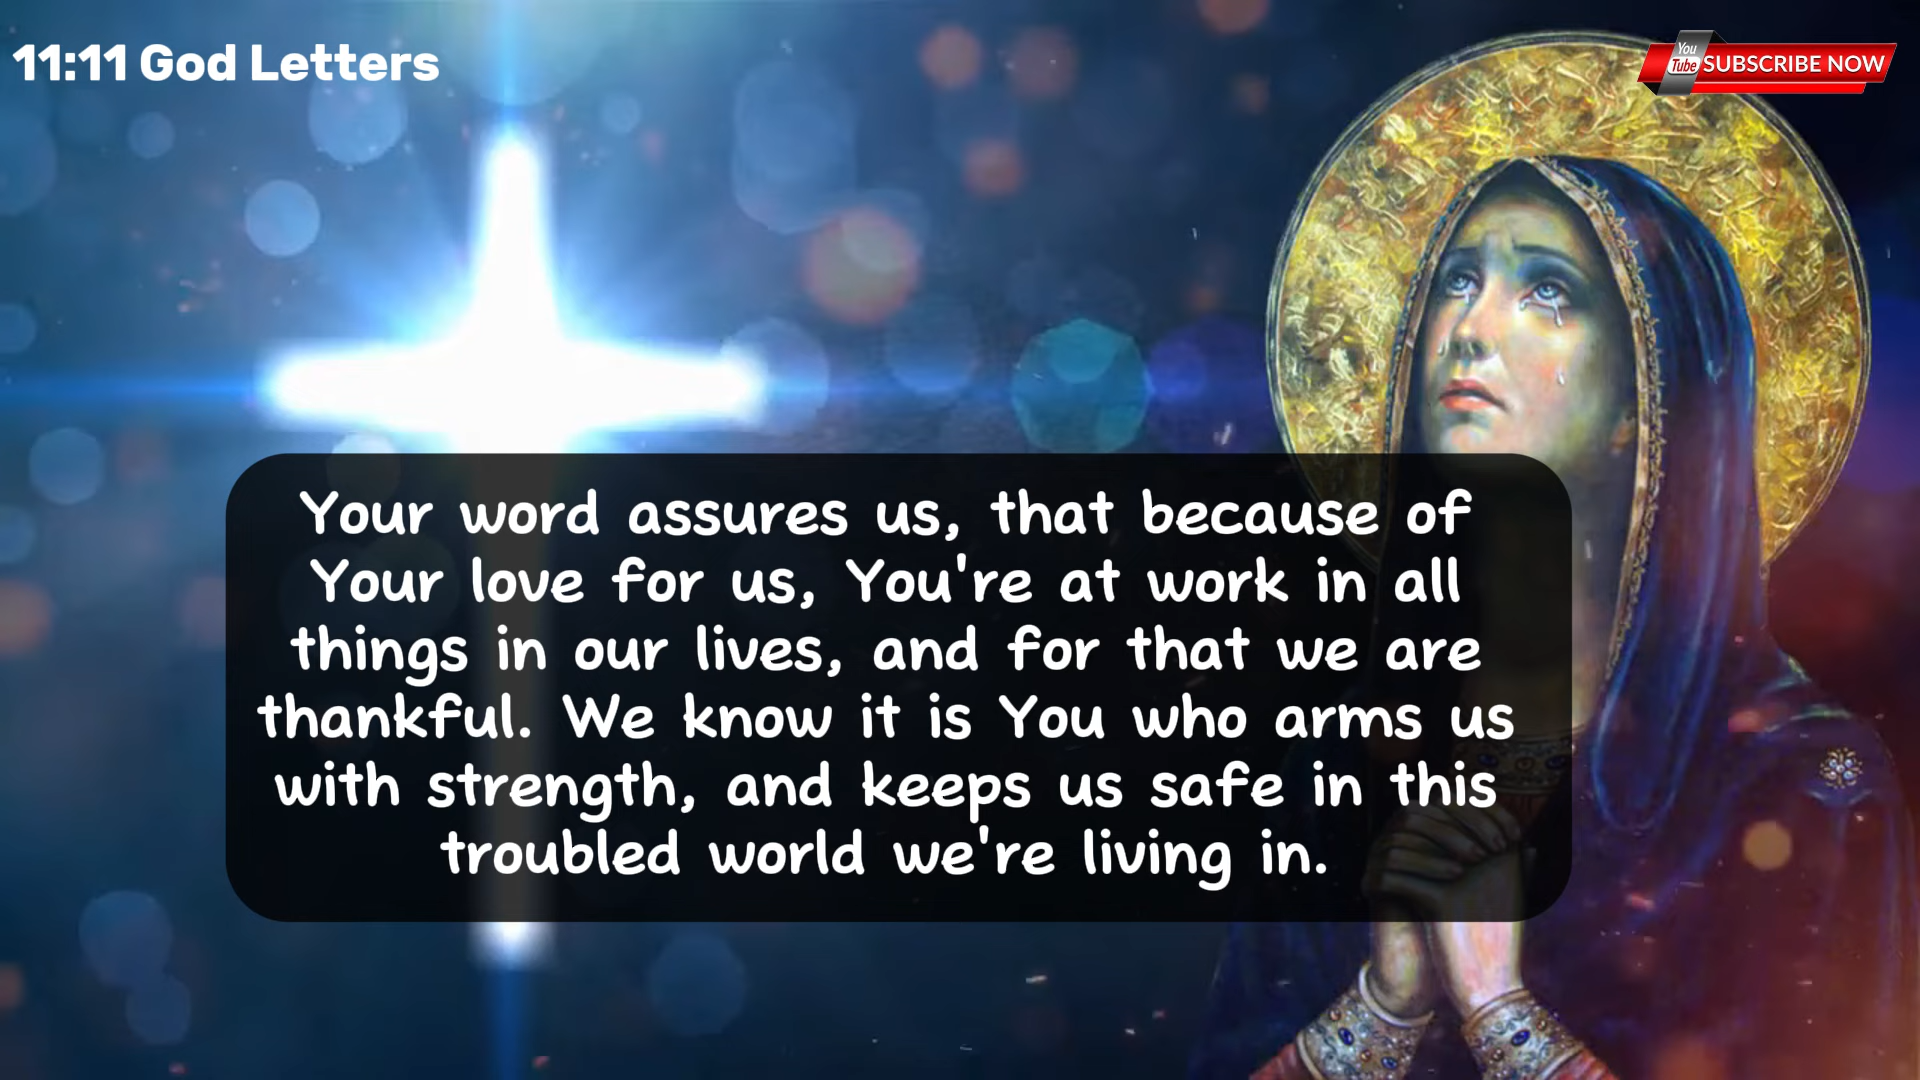 11:11 God Letters
You
Tube
SUBSCRIBE NOW
Your word assures us, that because of
Your love for us, You're at work in all
things in our lives, and for that we are
thankful. We know it is You who arms us
with strength, and keeps us safe in this
troubled world we're living in.